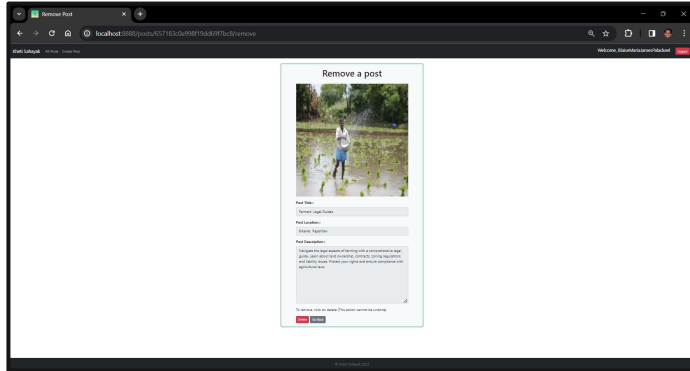 Remove Post
localhost:8888/posts/657183c0e998f19dd69f7bc8/remove
Kheti Sahayak All Posts Create Post
Welcome, BlaiseMariaJamesPaladkeel
Logout
Remove a post
Post Title:
Farmers' Legal Guides
Post Location:
Bikaner, Rajasthan
Post Description:
Navigate the legal aspects of farming with a comprehensive legal
guide. Learn about land ownership, contracts, zoning regulations,
and liability issues. Protect your rights and ensure compliance with
agricultural laws.
To remove, click on delete (This action cannot be undone)
Delete Go Back
© Kheti Sahayak 2023